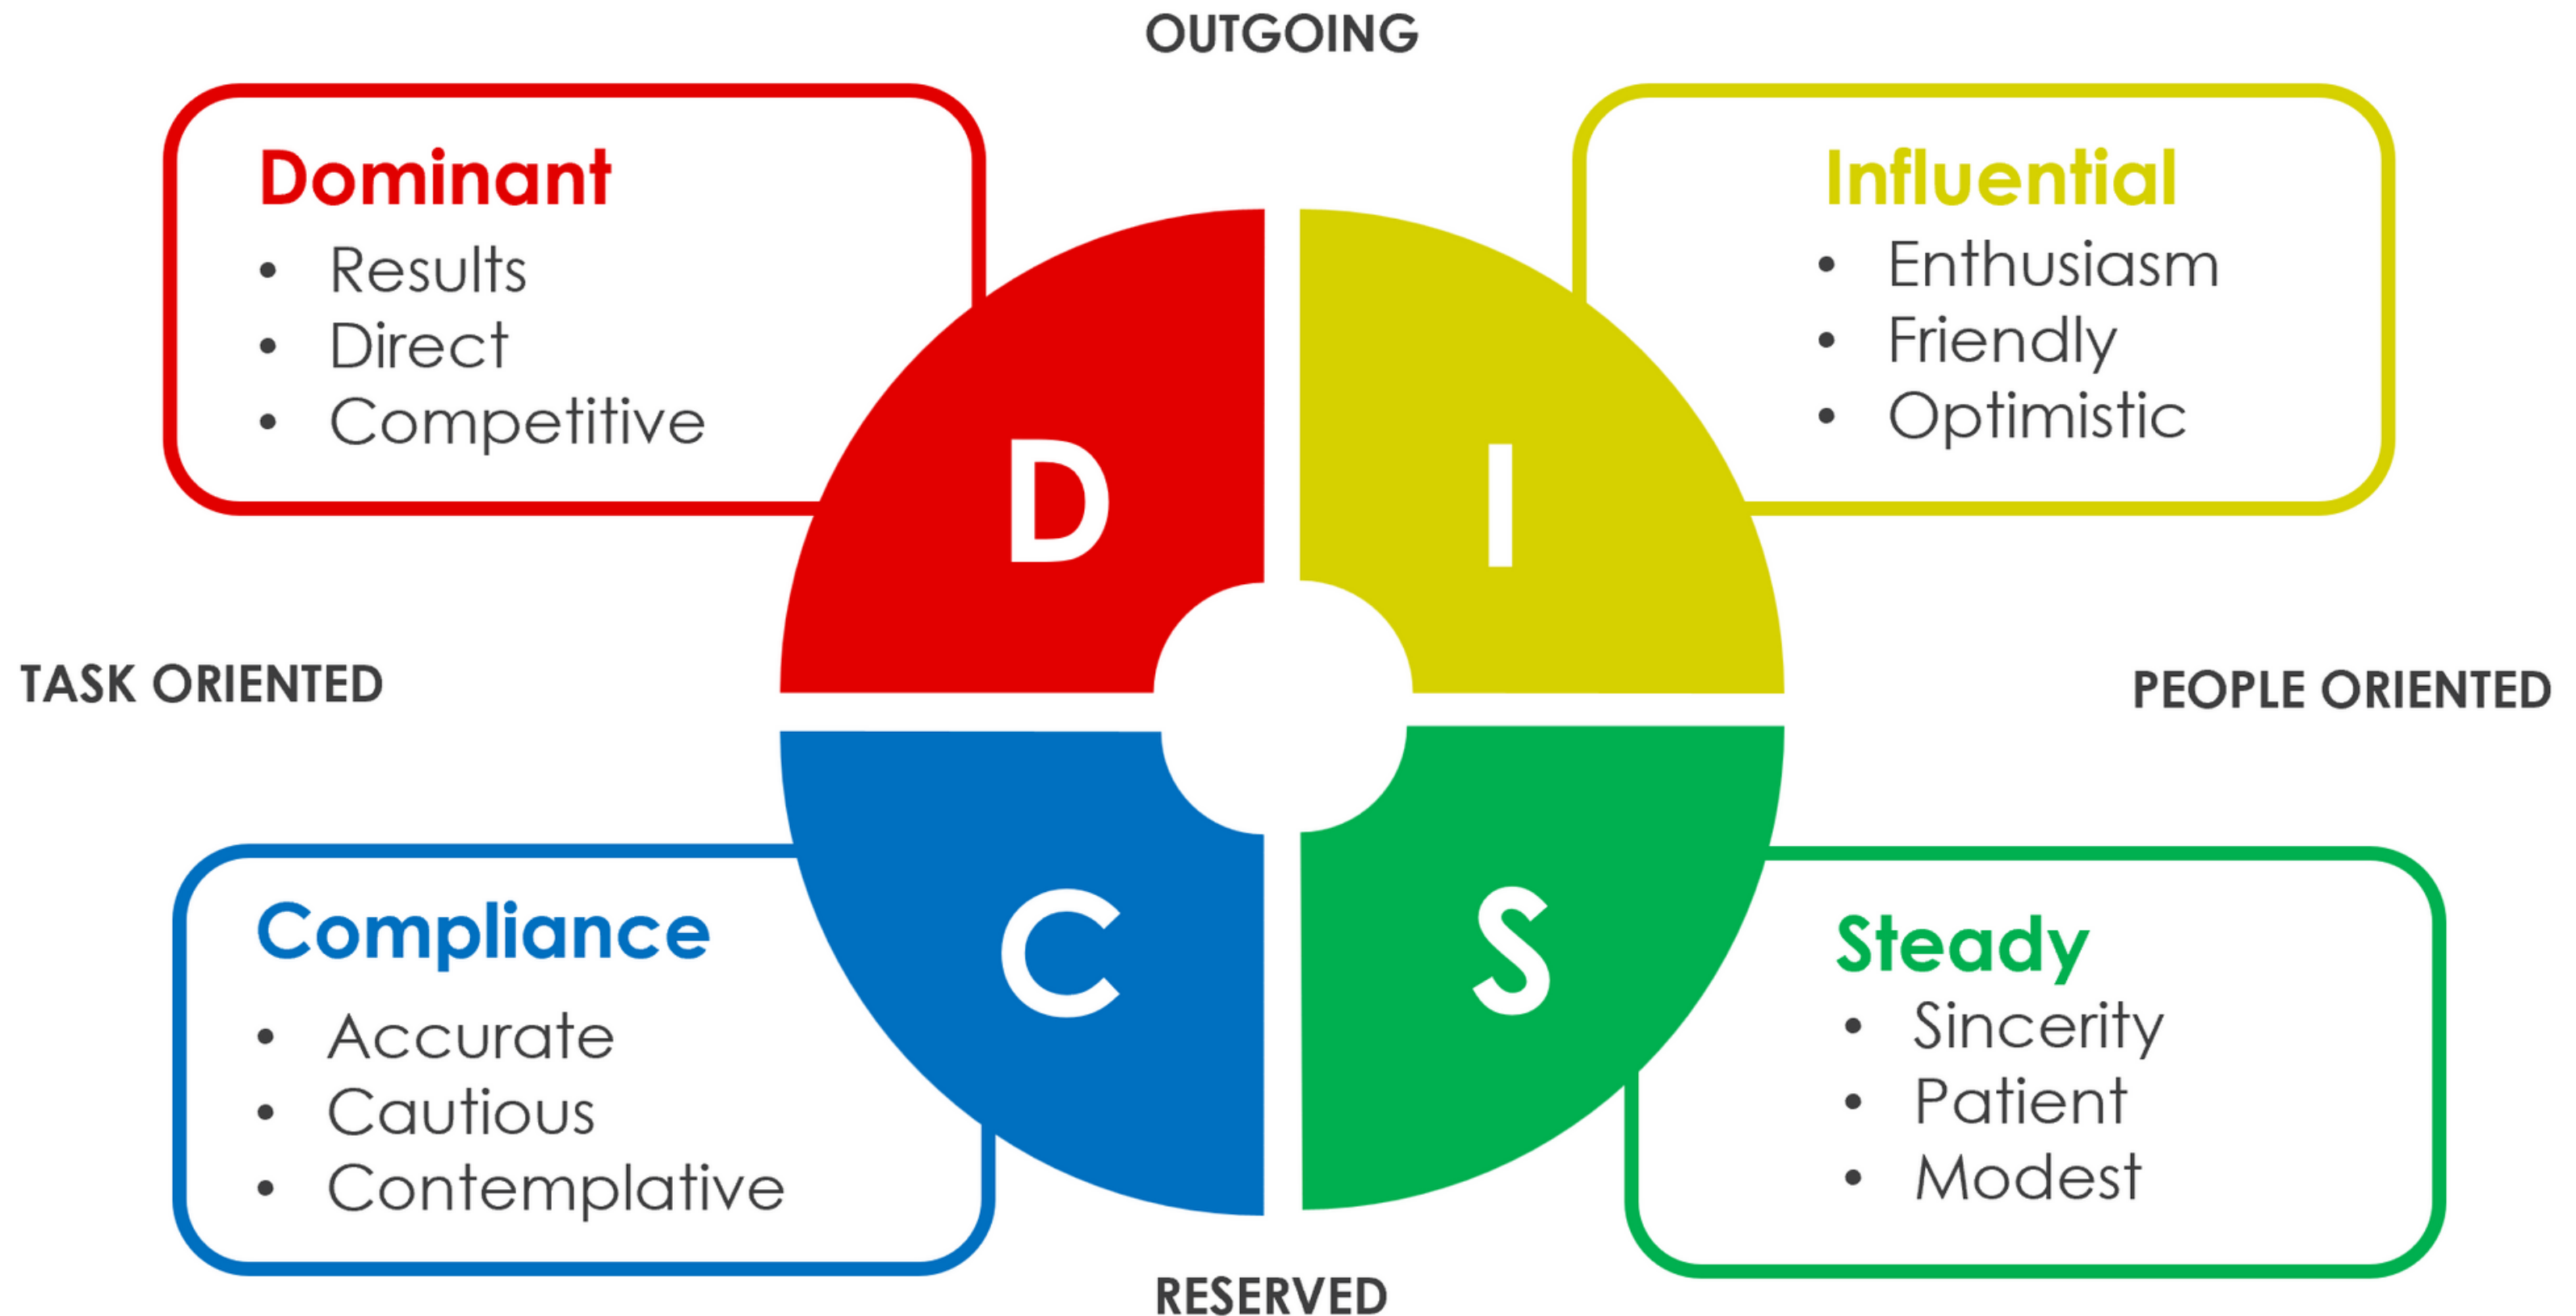 OUTGOING
Dominant
• Results
• Direct
• Competitive
Influential
• Enthusiasm
• Friendly
• Optimistic
D
I
TASK ORIENTED
PEOPLE ORIENTED
C
S
Compliance
• Accurate
• Cautious
• Contemplative
Steady
• Sincerity
• Patient
• Modest
RESERVED